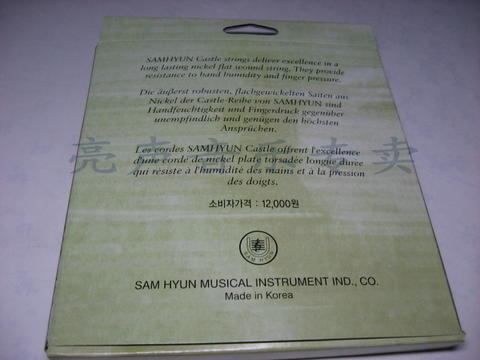 SAMHYUN Castle strings deliver excellence in a
long lasting nickel flat wound string. They provide
resistance to hand humidity and finger pressure.
Die äußerst robusten, flachgewickelten Saiten aus
Nickel der Castle-Reihe von SAMHYUN sind
Handfeuchtigkeit und Fingerdruck gegenüber
unempfindlich und genügen den höchsten
Ansprüchen.
Les cordes SAMHYUN Castle offrent l'excellence
d'une corde de nickel plate torsadée longue durée
qui résiste à l'humidité des mains et à la pression
des doigts.
소비자가격 : 12,000원
SAM HYUN
SAM HYUN MUSICAL INSTRUMENT IND., CO.
Made in Korea